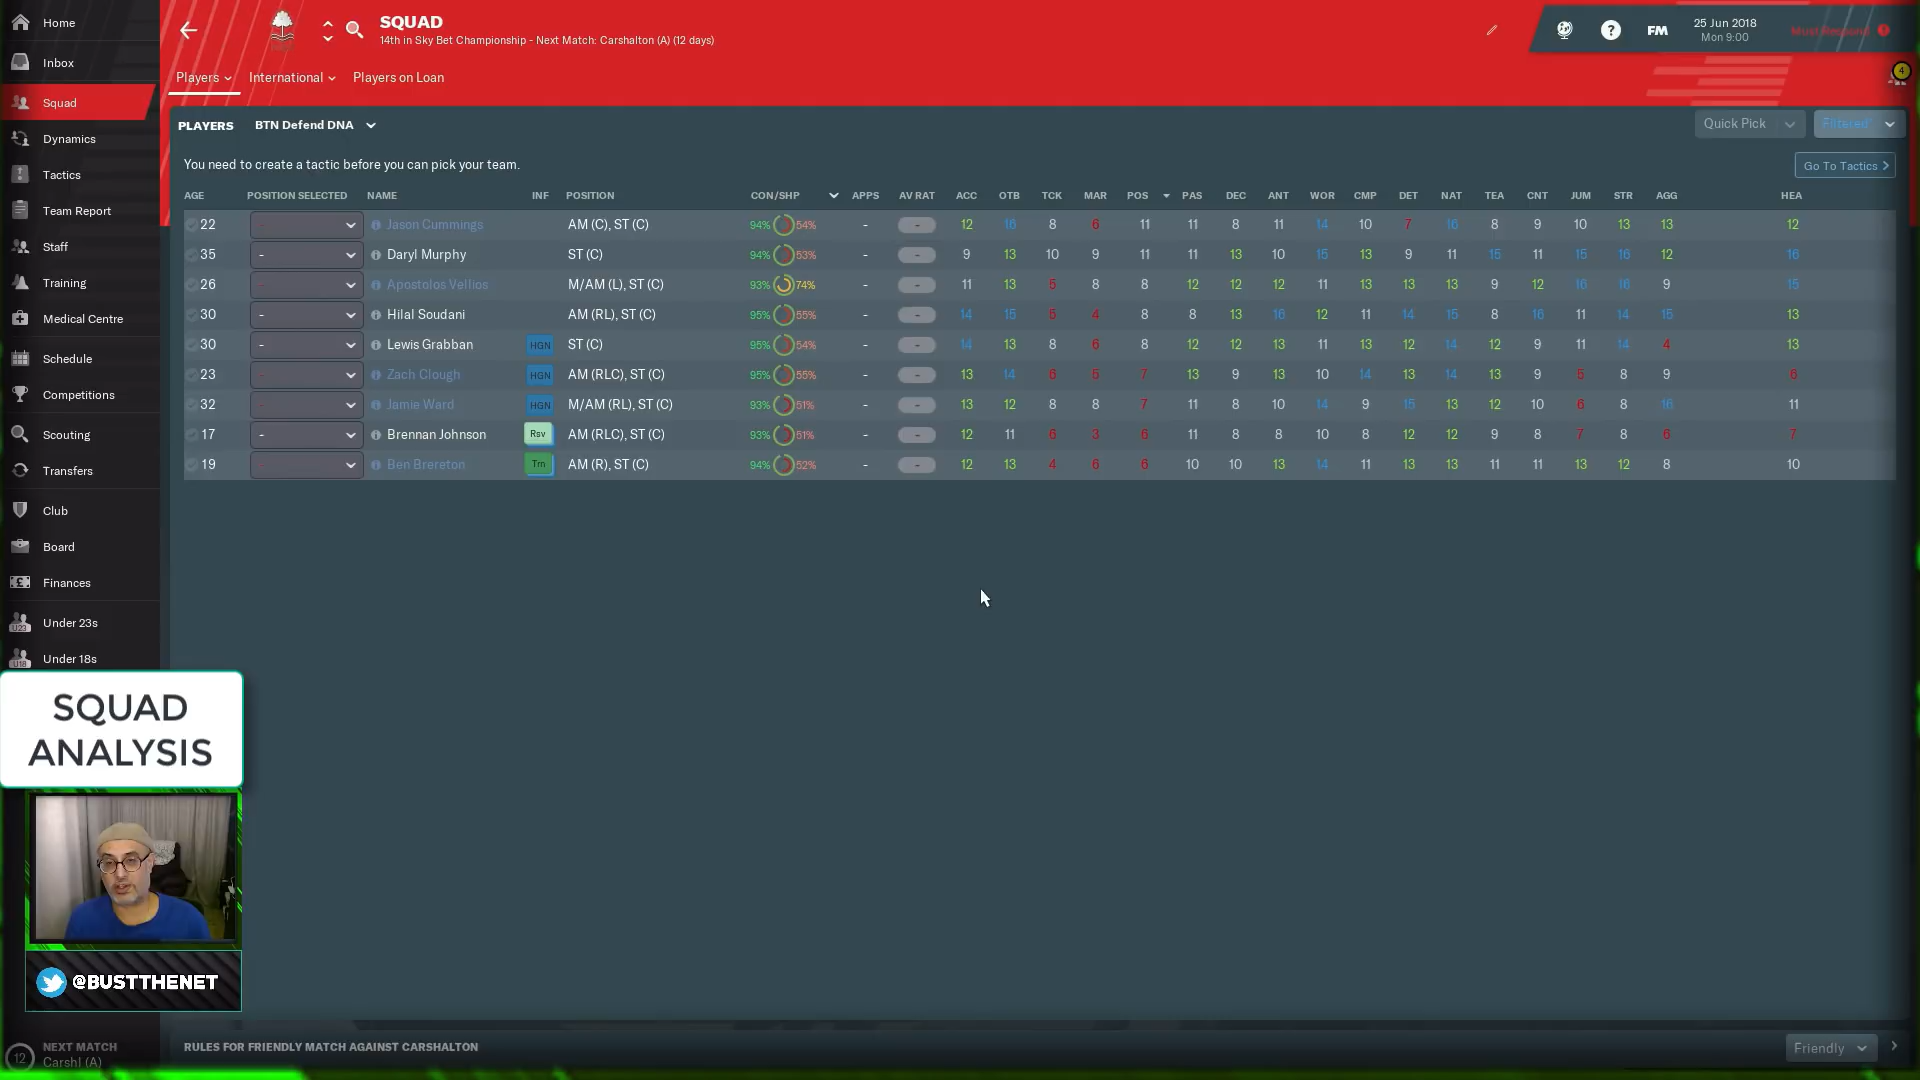 Home
Inbox
Squad
Dynamics
Tactics
Team Report
Staff
Training
Medical Centre
Schedule
Competitions
Scouting
Transfers
Club
Board
Finances
Under 23s
Under 18s
SQUAD
ANALYSIS
@BUSTTHENET
12 NEXT MATCH
Carshl (A)
SQUAD
14th in Sky Bet Championship - Next Match: Carshalton (A) (12 days)
? FM 25 Jun 2018
Mon 9:00
Must Respond
4
Players International Players on Loan
PLAYERS BTN Defend DNA Quick Pick Filtered
You need to create a tactic before you can pick your team. Go To Tactics
AGE POSITION SELECTED NAME INF POSITION CON/SHP APPS AV RAT ACC OTB TCK MAR POS PAS DEC ANT WOR CMP DET NAT TEA CNT JUM STR AGG HEA
22 - Jason Cummings AM (C), ST (C) 94% 54% - - 12 16 8 6 11 11 8 11 14 10 7 16 8 9 10 13 13 12
35 - Daryl Murphy ST (C) 94% 53% - - 9 13 10 9 11 11 13 10 15 13 9 11 15 11 15 16 12 16
26 - Apostolos Vellios M/AM (L), ST (C) 93% 74% - - 11 13 5 8 8 12 12 12 11 13 13 13 9 12 16 16 9 15
30 - Hilal Soudani AM (RL), ST (C) 95% 55% - - 14 15 5 4 8 8 13 16 12 11 14 15 8 16 11 14 15 13
30 - Lewis Grabban HGN ST (C) 95% 54% - - 14 13 8 6 8 12 12 13 11 13 12 14 12 9 11 14 4 13
23 - Zach Clough HGN AM (RLC), ST (C) 95% 55% - - 13 14 6 5 7 13 9 13 10 14 13 14 13 9 5 8 9 6
32 - Jamie Ward HGN M/AM (RL), ST (C) 93% 51% - - 13 12 8 8 7 11 8 10 14 9 15 13 12 10 6 8 16 11
17 - Brennan Johnson Rsv AM (RLC), ST (C) 93% 51% - - 12 11 6 3 6 11 8 8 10 8 12 12 9 8 7 8 6 7
19 - Ben Brereton Trn AM (R), ST (C) 94% 52% - - 12 13 4 6 6 10 10 13 14 11 13 13 11 11 13 12 8 10
RULES FOR FRIENDLY MATCH AGAINST CARSHALTON Friendly